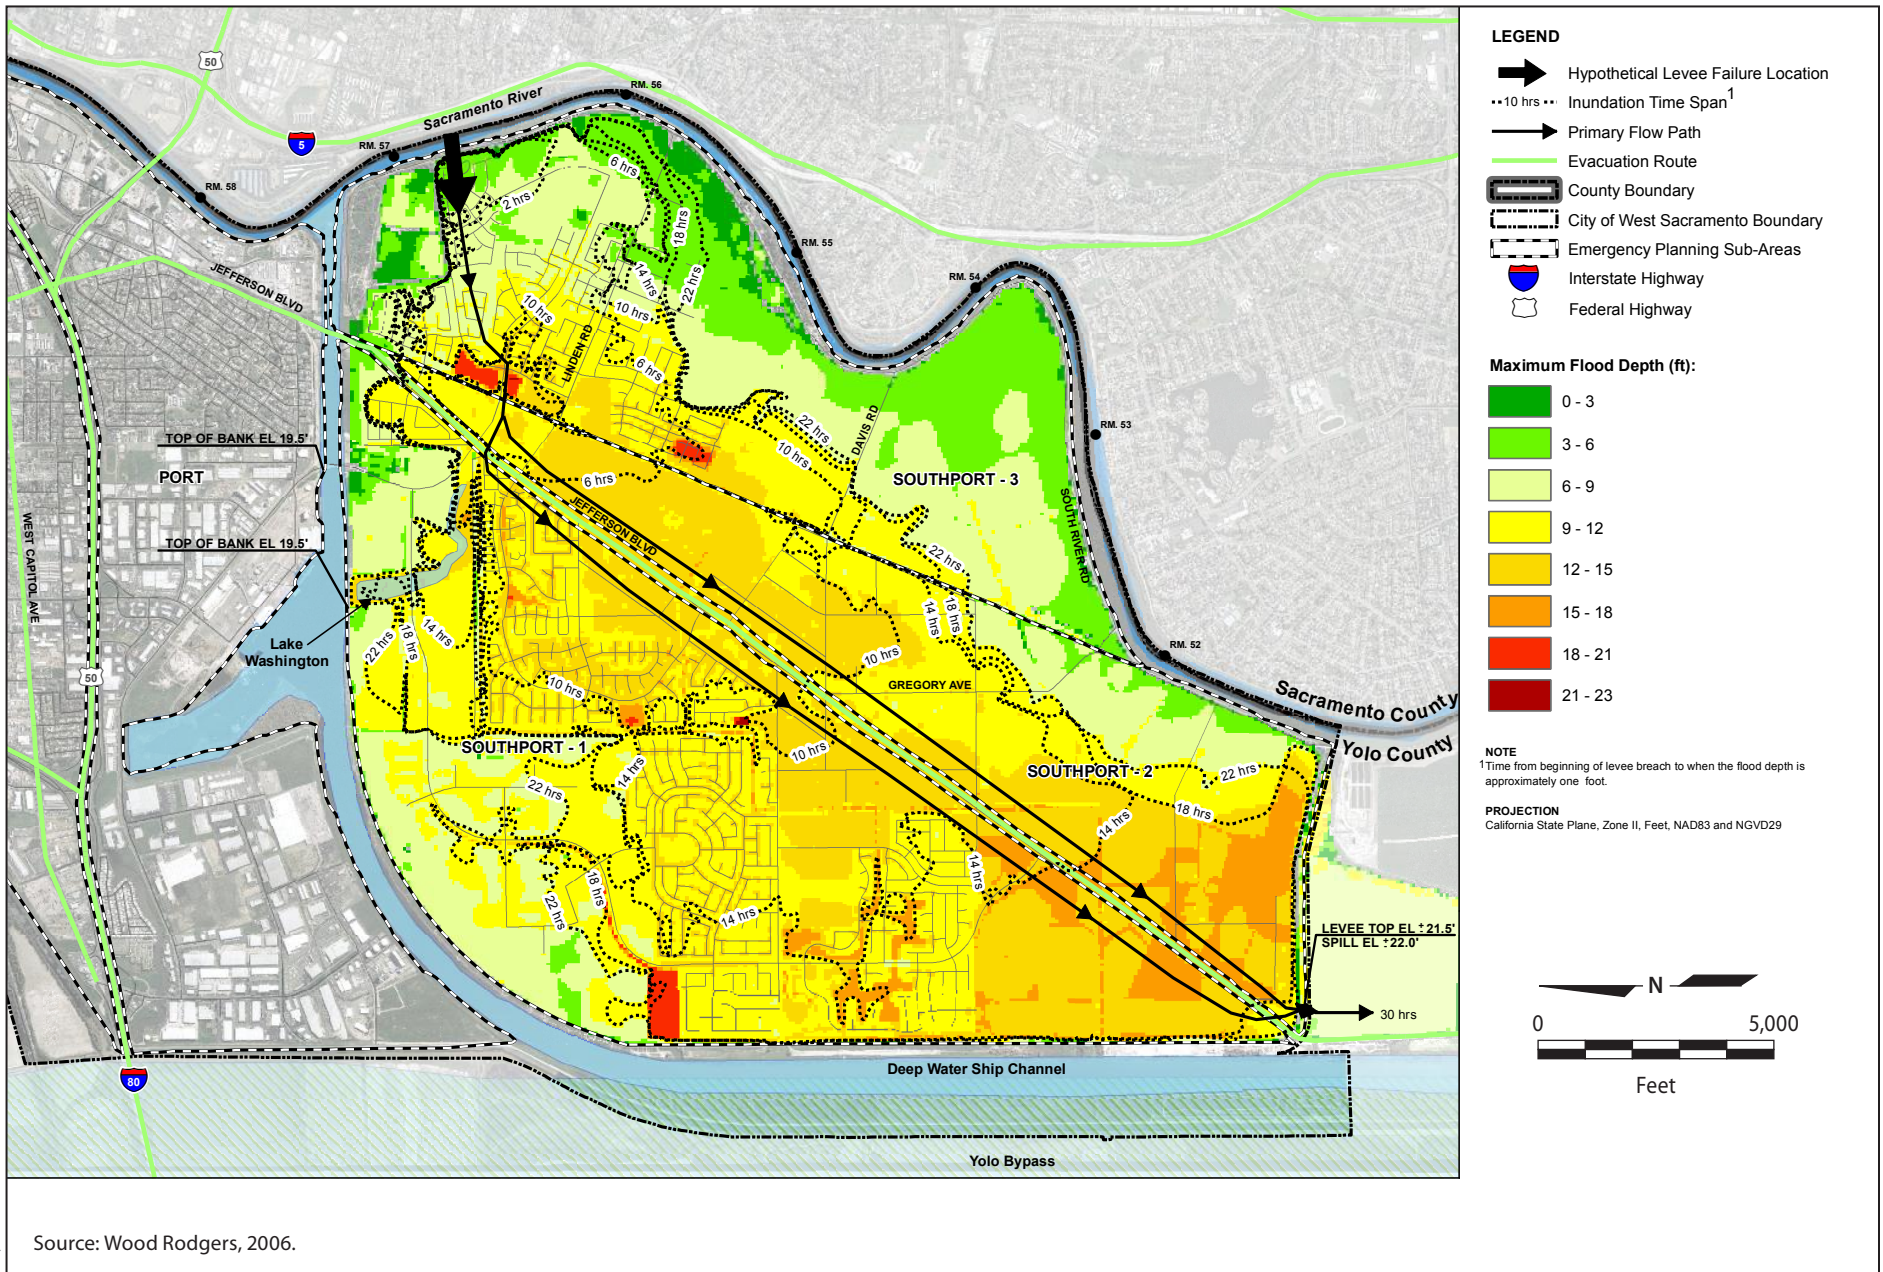 50
Sacramento River
RM. 56
5
RM. 57
RM. 58
6 hrs
2 hrs
18 hrs
RM. 55
RM. 54
JEFFERSON BLVD
14 hrs
22 hrs
10 hrs
10 hrs
LINDEN RD
6 hrs
22 hrs
DAVIS RD
RM. 53
TOP OF BANK EL 19.5'
10 hrs
PORT
6 hrs
SOUTHPORT - 3
JEFFERSON BLVD
SOUTH RIVER RD
WEST CAPITOL AVE
TOP OF BANK EL 19.5'
22 hrs
Lake
Washington
22 hrs
18 hrs
14 hrs
14 hrs
18 hrs
RM. 52
10 hrs
50
10 hrs
GREGORY AVE
Sacramento County
Yolo County
SOUTHPORT - 1
10 hrs
14 hrs
SOUTHPORT - 2
22 hrs
22 hrs
18 hrs
14 hrs
14 hrs
18 hrs
22 hrs
14 hrs
LEVEE TOP EL ±21.5'
SPILL EL ±22.0'
30 hrs
Deep Water Ship Channel
80
Yolo Bypass
LEGEND
Hypothetical Levee Failure Location
10 hrs Inundation Time Span1
Primary Flow Path
Evacuation Route
County Boundary
City of West Sacramento Boundary
Emergency Planning Sub-Areas
Interstate Highway
Federal Highway
Maximum Flood Depth (ft):
0 - 3
3 - 6
6 - 9
9 - 12
12 - 15
15 - 18
18 - 21
21 - 23
NOTE
1Time from beginning of levee breach to when the flood depth is
approximately one foot.
PROJECTION
California State Plane, Zone II, Feet, NAD83 and NGVD29
N
0 5,000
Feet
Source: Wood Rodgers, 2006.